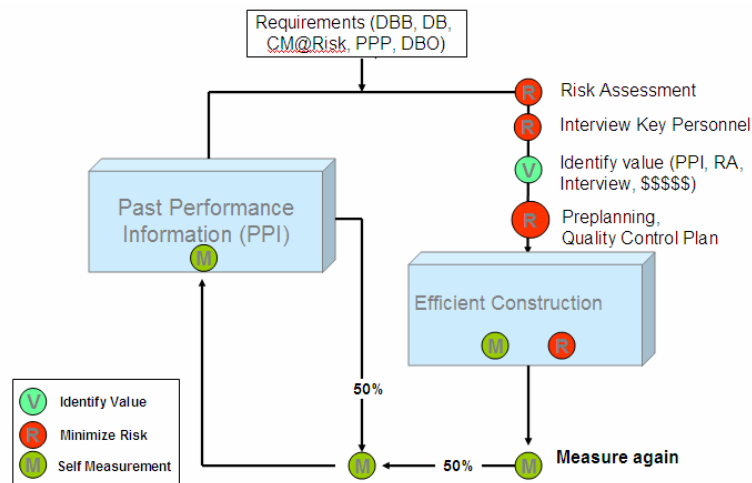 Requirements (DBB, DB,
CM@Risk, PPP, DBO)
R
Risk Assessment
R
Interview Key Personnel
V
Identify value (PPI, RA,
Interview, $$$$$)
R
Preplanning,
Quality Control Plan
Past Performance
Information (PPI)
M
Efficient Construction
M
R
50%
V
Identify Value
R
Minimize Risk
M
Self Measurement
M
50%
M
Measure again